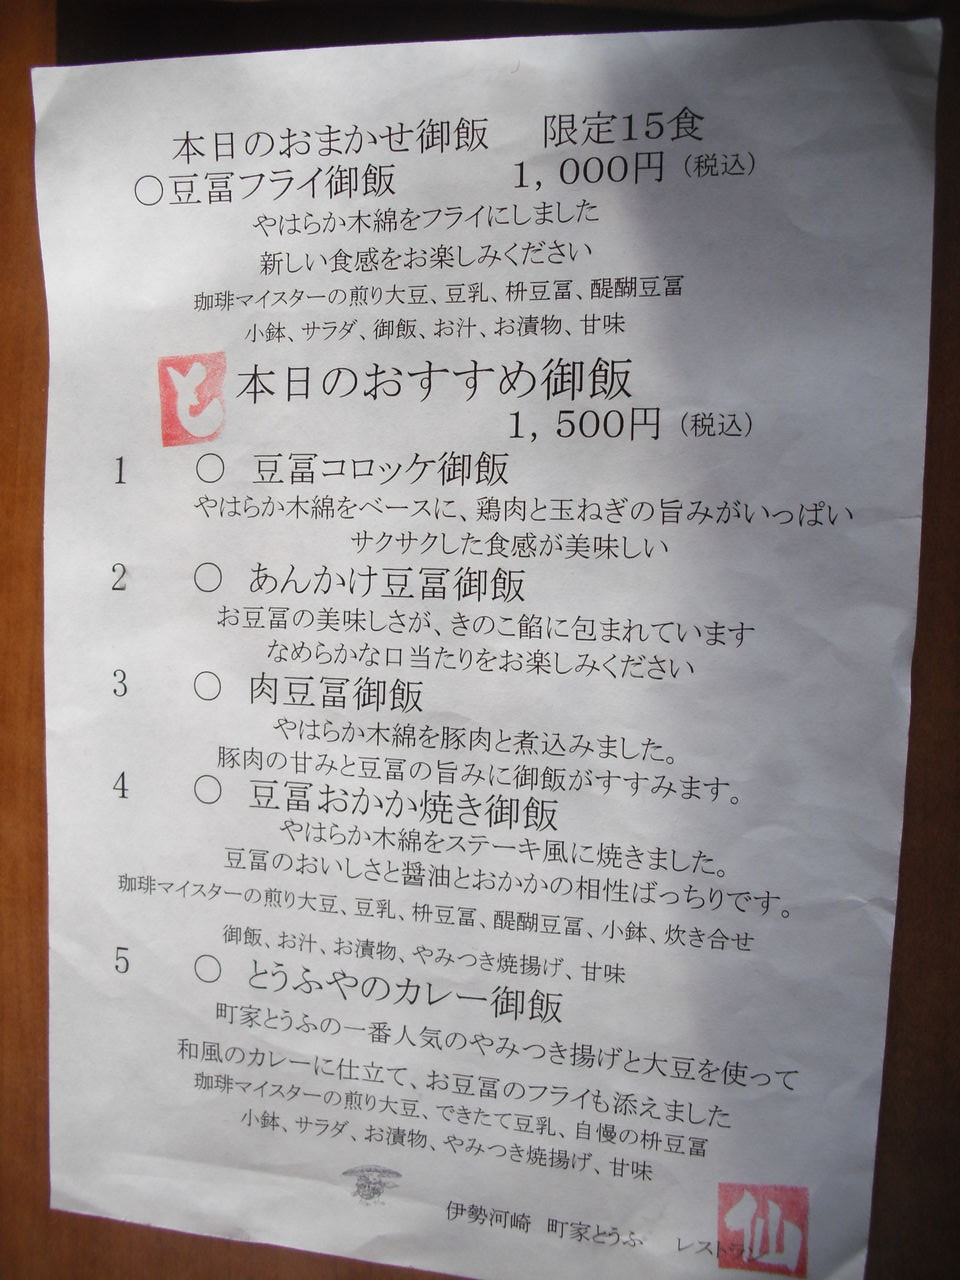 本日のおまかせ御飯　限定15食
○豆冨フライ御飯　1,000円（税込）
やはらか木綿をフライにしました
新しい食感をお楽しみください
珈琲マイスターの煎り大豆、豆乳、枡豆冨、醍醐豆冨
小鉢、サラダ、御飯、お汁、お漬物、甘味
と 本日のおすすめ御飯
1,500円（税込）
1　○　豆冨コロッケ御飯
やはらか木綿をベースに、鶏肉と玉ねぎの旨みがいっぱい
サクサクした食感が美味しい
2　○　あんかけ豆冨御飯
お豆冨の美味しさが、きのこ餡に包まれています
なめらかな口当たりをお楽しみください
3　○　肉豆冨御飯
やはらか木綿を豚肉と煮込みました。
豚肉の甘みと豆冨の旨みに御飯がすすみます。
4　○　豆冨おかか焼き御飯
やはらか木綿をステーキ風に焼きました。
豆冨のおいしさと醤油とおかかの相性ばっちりです。
珈琲マイスターの煎り大豆、豆乳、枡豆冨、醍醐豆冨、小鉢、炊き合せ
御飯、お汁、お漬物、やみつき焼揚げ、甘味
5　○　とうふやのカレー御飯
町家とうふの一番人気のやみつき揚げと大豆を使って
和風のカレーに仕立て、お豆冨のフライも添えました
珈琲マイスターの煎り大豆、できたて豆乳、自慢の枡豆冨
小鉢、サラダ、お漬物、やみつき焼揚げ、甘味
伊勢河崎　町家とうふ　レストラン
仙